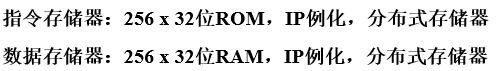 指令存储器：256 x 32位ROM，IP例化，分布式存储器
数据存储器：256 x 32位RAM，IP例化，分布式存储器